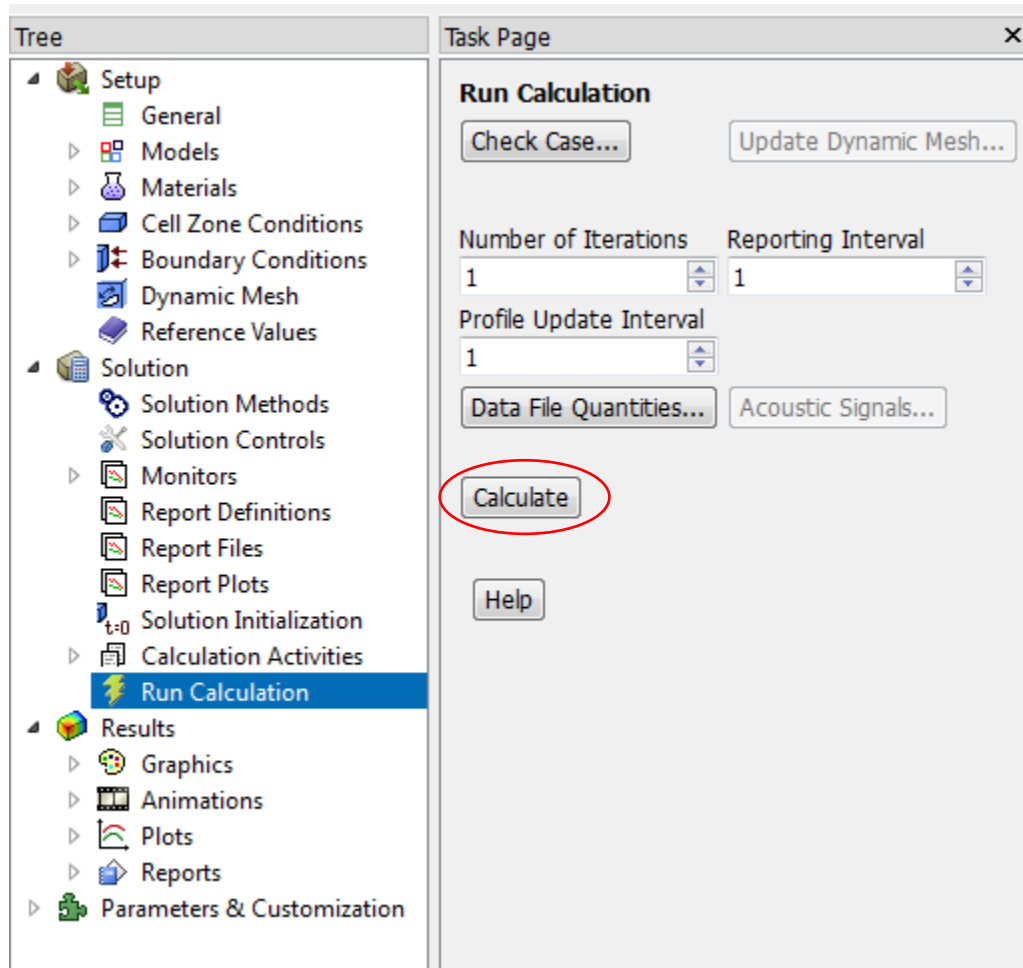 Tree
Setup
General
Models
Materials
Cell Zone Conditions
Boundary Conditions
Dynamic Mesh
Reference Values
Solution
Solution Methods
Solution Controls
Monitors
Report Definitions
Report Files
Report Plots
t=0 Solution Initialization
Calculation Activities
Run Calculation
Results
Graphics
Animations
Plots
Reports
Parameters & Customization
Task Page
Run Calculation
Check Case... Update Dynamic Mesh...
Number of Iterations Reporting Interval
1 1
Profile Update Interval
1
Data File Quantities... Acoustic Signals...
Calculate
Help